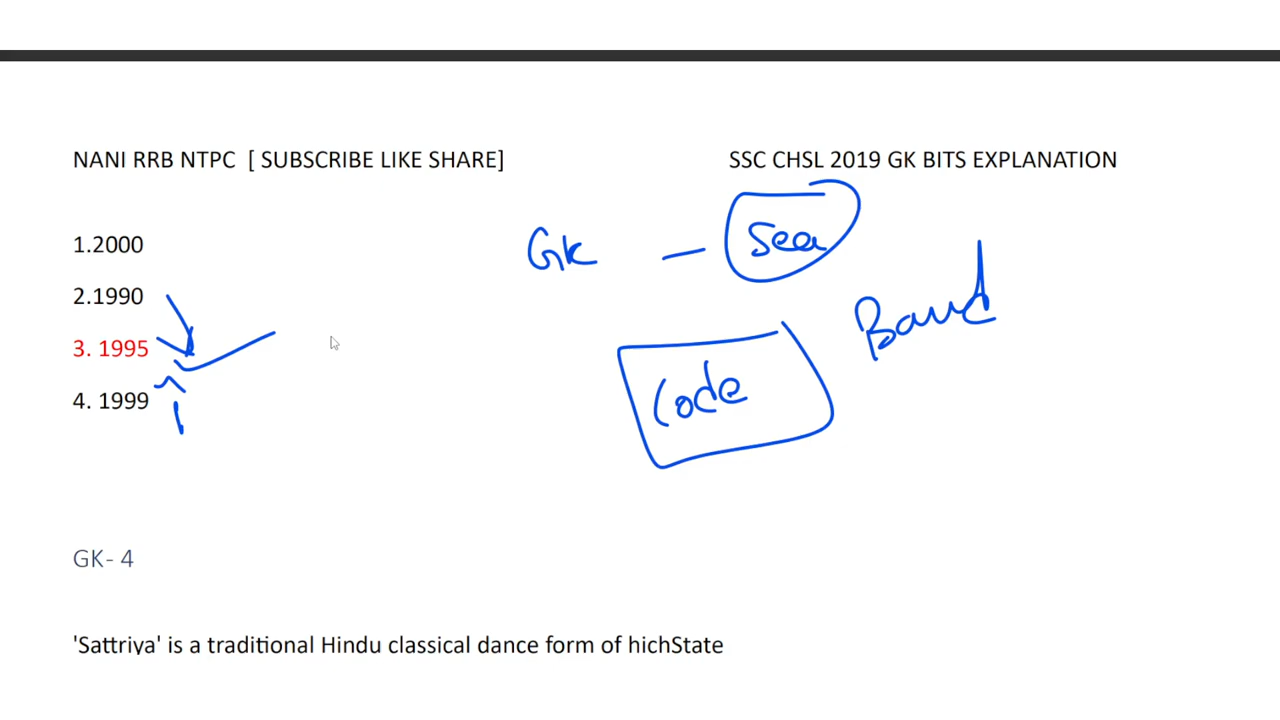 NANI RRB NTPC [ SUBSCRIBE LIKE SHARE] SSC CHSL 2019 GK BITS EXPLANATION
1.2000
Gk – Sea
2.1990
Band
3. 1995
Code
4. 1999
GK- 4
'Sattriya' is a traditional Hindu classical dance form of hichState